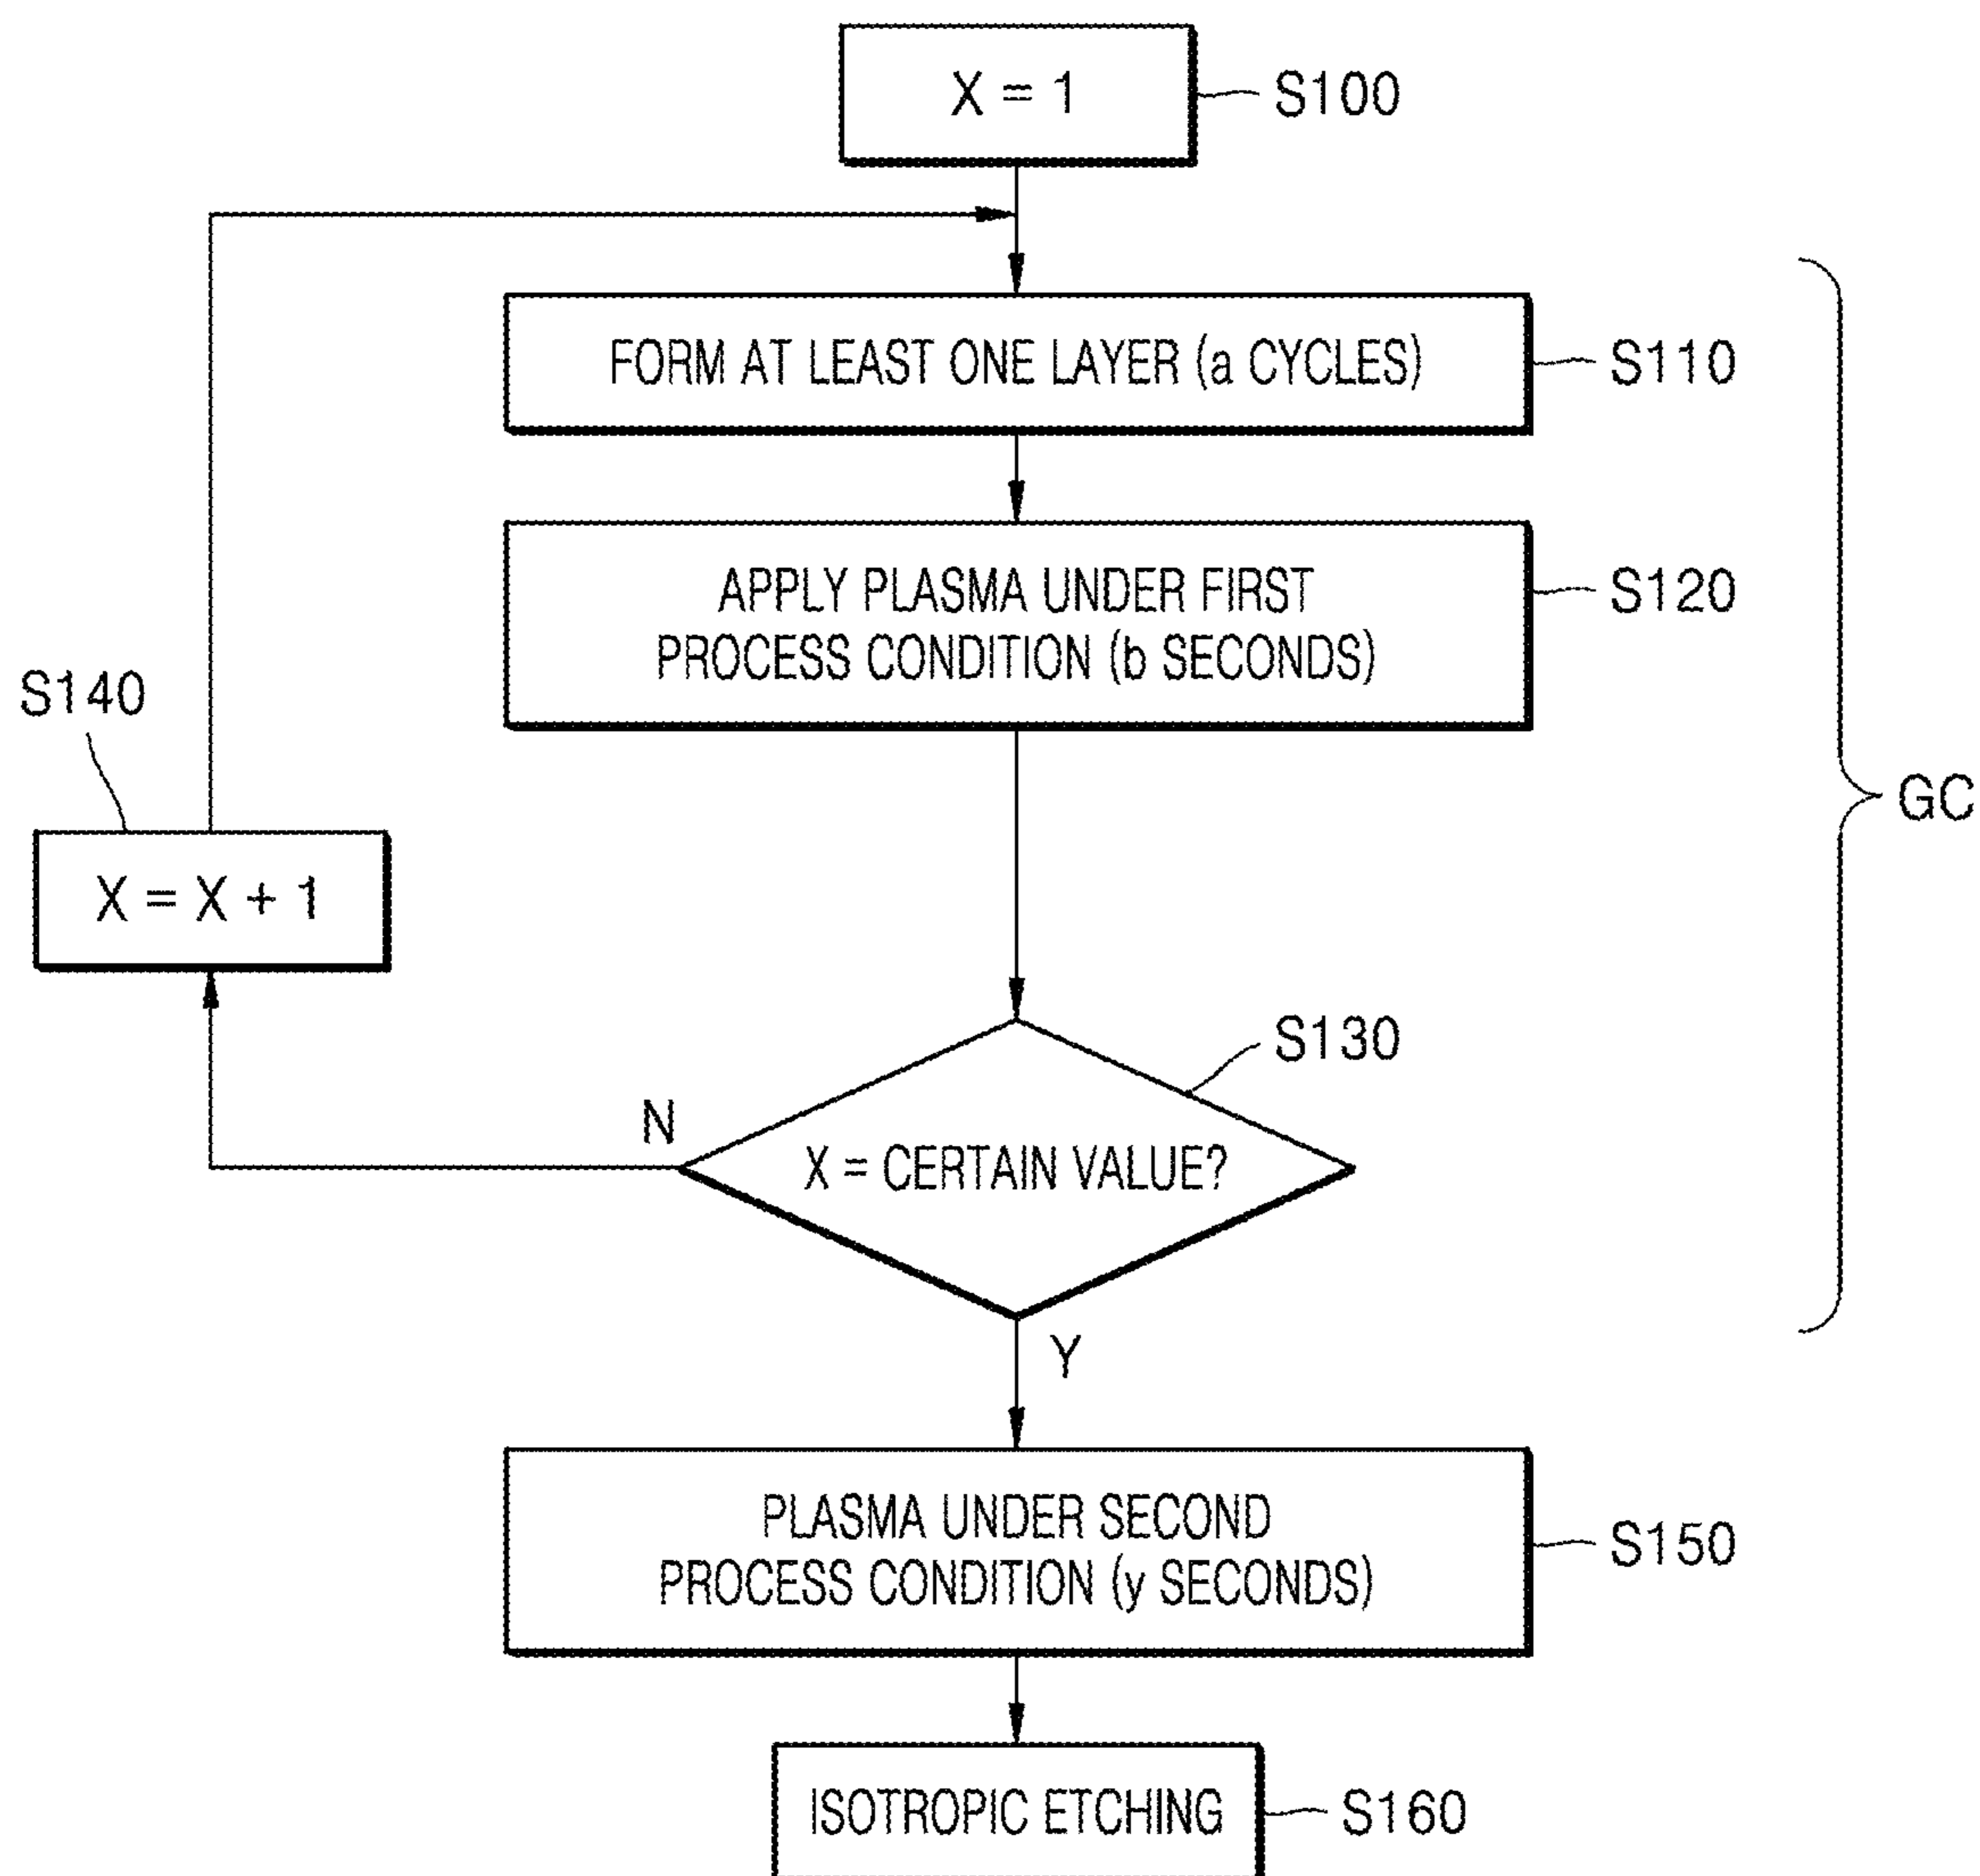 X = 1
S100
FORM AT LEAST ONE LAYER (a CYCLES)
S110
APPLY PLASMA UNDER FIRST
PROCESS CONDITION (b SECONDS)
S120
S140
X = X + 1
GC
S130
N
X = CERTAIN VALUE?
Y
PLASMA UNDER SECOND
PROCESS CONDITION (y SECONDS)
S150
ISOTROPIC ETCHING
S160